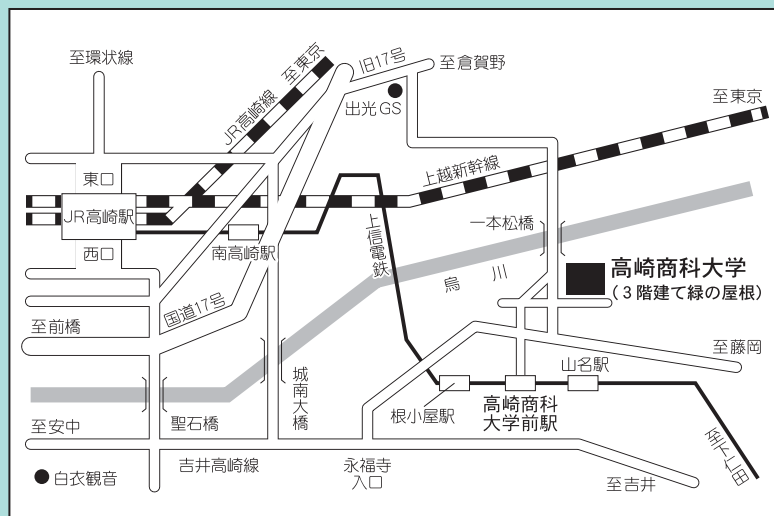 至環状線
JR高崎線
至東京
旧17号
至倉賀野
出光GS
至東京
東口
上越新幹線
JR高崎駅
西口
南高崎駅
上信電鉄
一本松橋
高崎商科大学
(3階建て緑の屋根)
烏川
国道17号
至前橋
至藤岡
山名駅
城南大橋
根小屋駅
高崎商科
大学前駅
聖石橋
至安中
白衣観音
吉井高崎線
永福寺
入口
至下仁田
至吉井